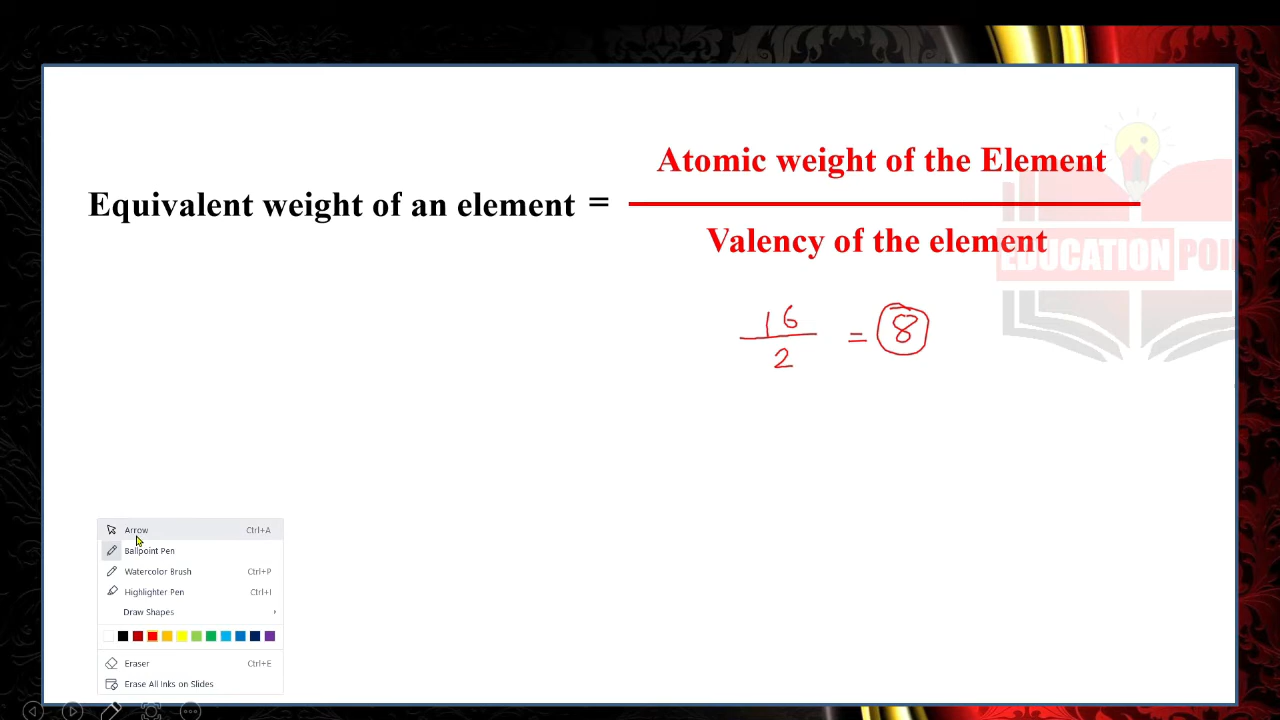 Atomic weight of the Element
Equivalent weight of an element =
Valency of the element
EDUCATION POI
16
2
= 8
Arrow Ctrl+A
Ballpoint Pen
Watercolor Brush Ctrl+P
Highlighter Pen Ctrl+I
Draw Shapes
Eraser Ctrl+E
Erase All Inks on Slides